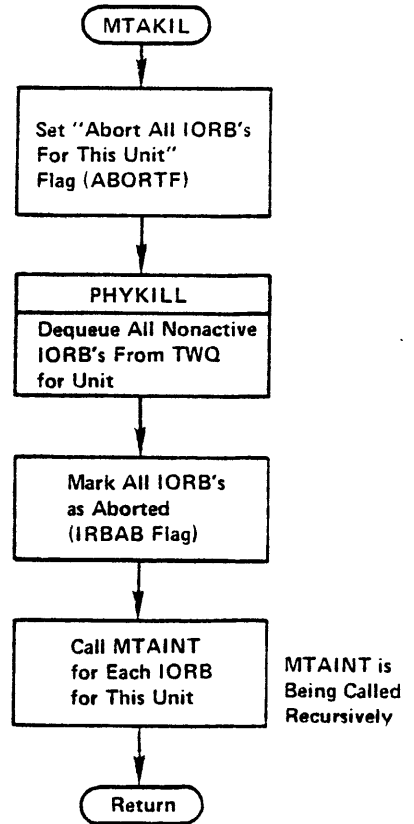 MTAKIL
Set "Abort All IORB's
For This Unit"
Flag (ABORTF)
PHYKILL
Dequeue All Nonactive
IORB's From TWQ
for Unit
Mark All IORB's
as Aborted
(IRBAB Flag)
Call MTAINT
for Each IORB
for This Unit
MTAINT is
Being Called
Recursively
Return